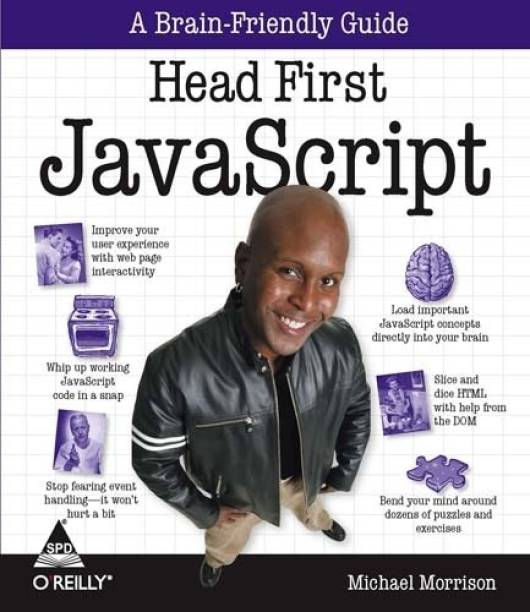 A Brain-Friendly Guide
Head First
JavaScript
Improve your
user experience
with web page
interactivity
Whip up working
JavaScript
code in a snap
Stop fearing event
handling—it won't
hurt a bit
Load important
JavaScript concepts
directly into your brain
Slice and
dice HTML
with help from
the DOM
Bend your mind around
dozens of puzzles and
exercises
SPD
O'REILLY®
Michael Morrison